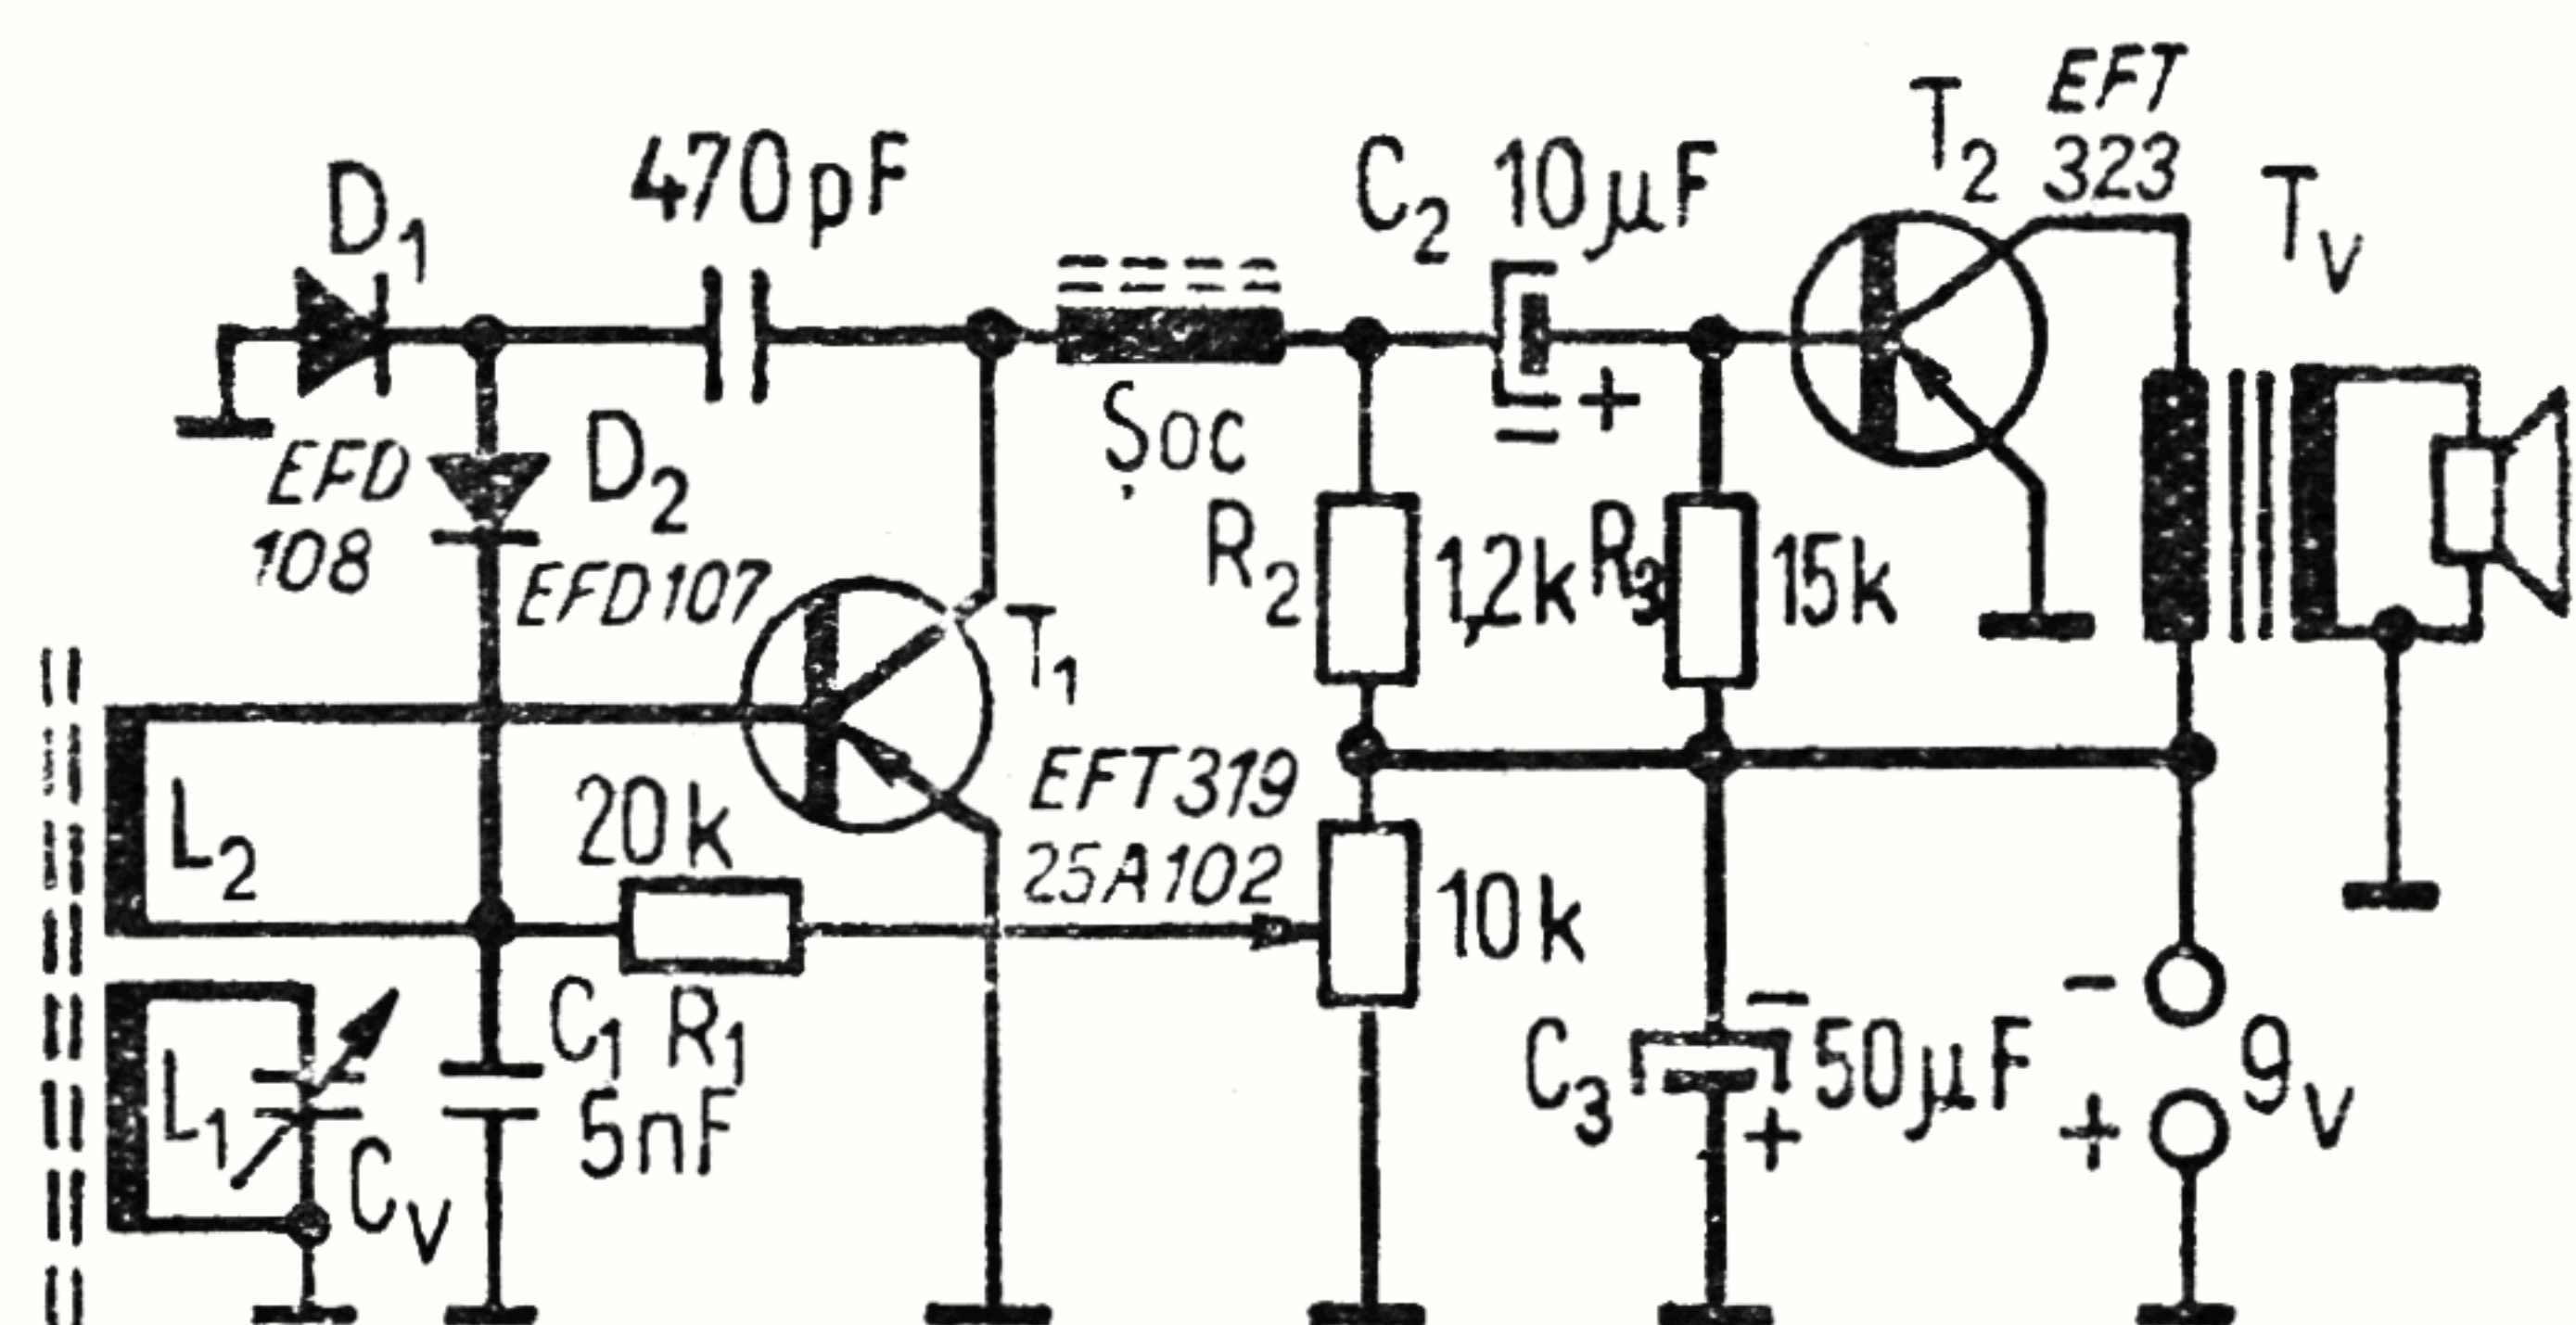 D1
470pF
C2 10µF
T2 EFT
323
TV
EFD
108
D2
EFD107
Șoc
R2
1,2k
R3
15k
T1
EFT319
25A102
L2
20k
10k
L1
CV
C1 R1
5nF
C3
-
50µF
+
+
-
+
9V